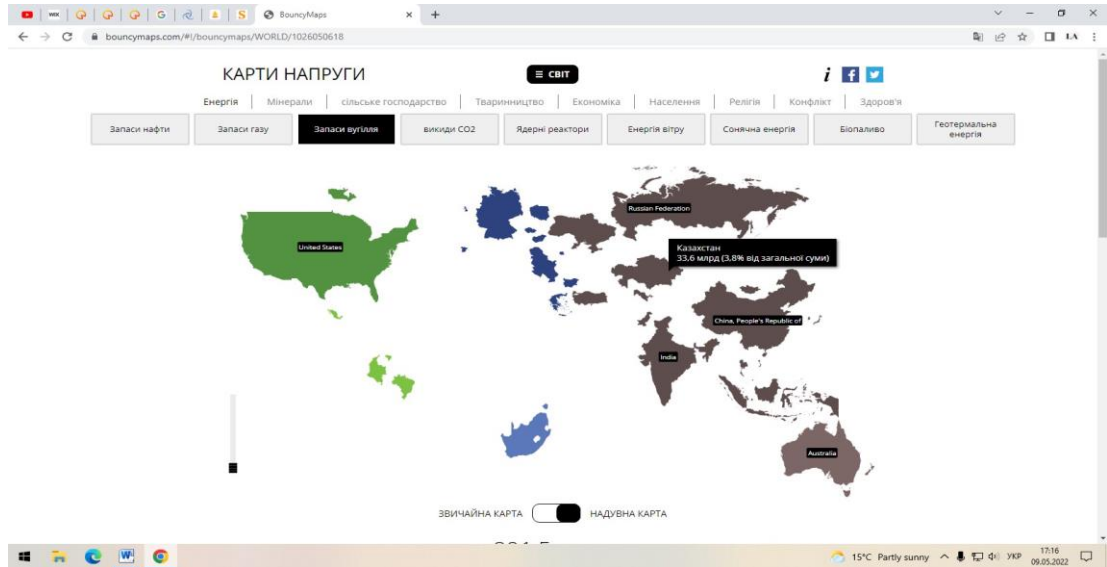 WIX
S
BouncyMaps
bouncymaps.com/#!/bouncymaps/WORLD/1026050618
LA
КАРТИ НАПРУГИ
≡ СВІТ
i f
Енергія | Мінерали | сільське господарство | Тваринництво | Економіка | Населення | Релігія | Конфлікт | Здоров'я
Запаси нафти
Запаси газу
Запаси вугілля
викиди CO2
Ядерні реактори
Енергія вітру
Сонячна енергія
Біопаливо
Геотермальна
енергія
Russian Federation
United States
Казахстан
33.6 млрд (3,8% від загальної суми)
China, People's Republic of
India
Australia
ЗВИЧАЙНА КАРТА
НАДУВНА КАРТА
15°C Partly sunny
УКР
17:16
09.05.2022